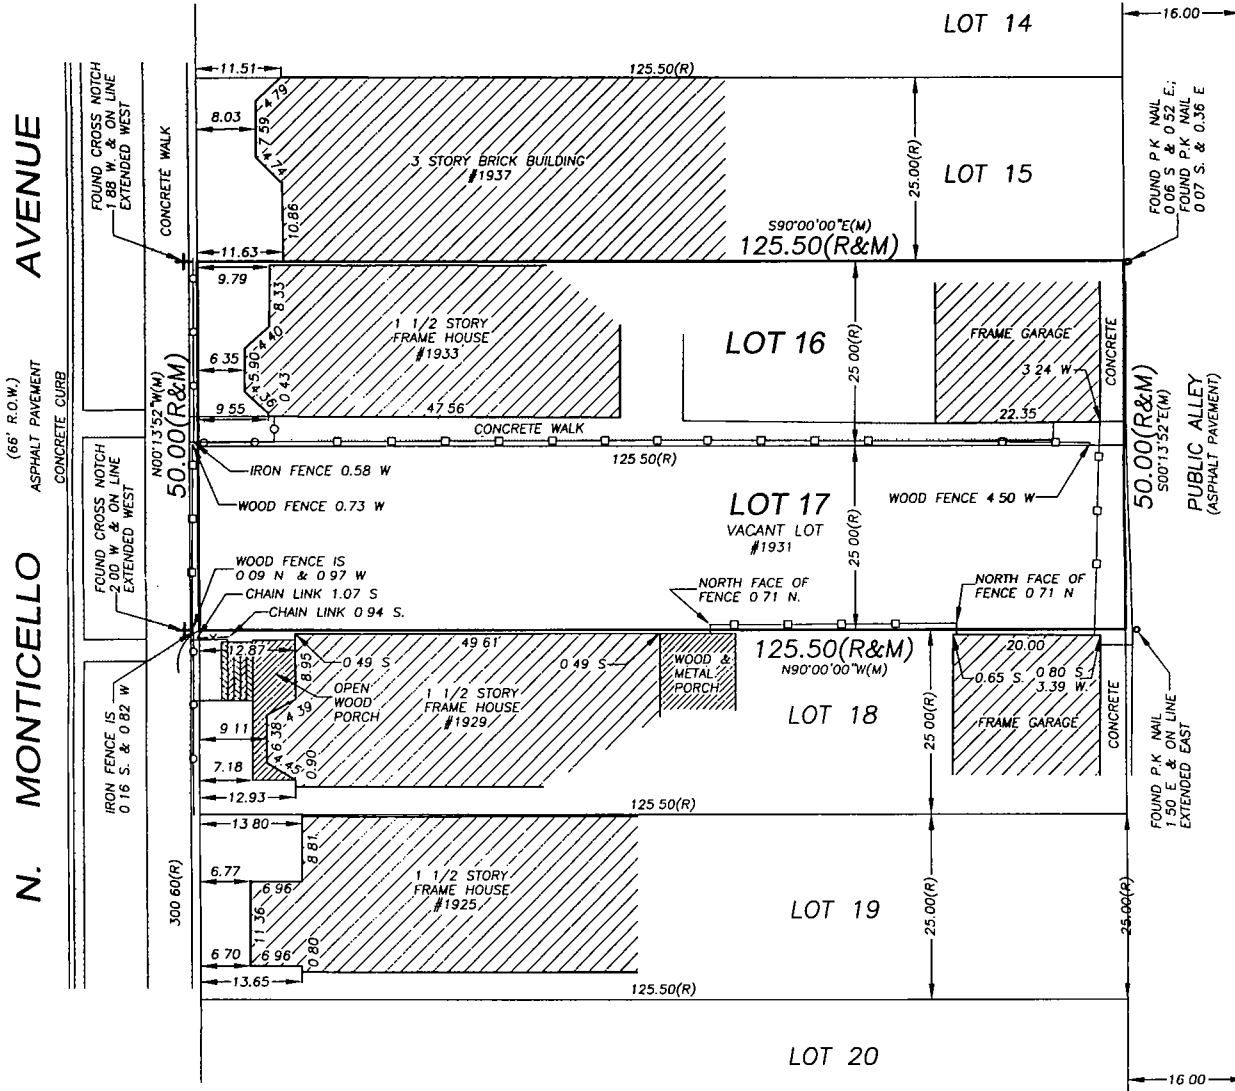 LOT 14
16.00
11.51
125.50(R)
4.79
8.03
7.59
4.74
3 STORY BRICK BUILDING
#1937
10.86
25.00(R)
LOT 15
FOUND P.K NAIL
0 06 S & 0 52 E.;
FOUND P.K NAIL
0 07 S. & 0.36 E
FOUND CROSS NOTCH
1 88 W. & ON LINE
EXTENDED WEST
CONCRETE WALK
11.63
S90°00'00"E(M)
125.50(R&M)
9.79
8 33
4 40
1 1/2 STORY
FRAME HOUSE
#1933
6 35
5.90
4 36
0 43
9 55
47 56
CONCRETE WALK
LOT 16
25 00(R)
FRAME GARAGE
3 24 W
22.35
CONCRETE
N. MONTICELLO AVENUE
(66' R.O.W.)
ASPHALT PAVEMENT
CONCRETE CURB
N00°13'52"W(M)
50.00(R&M)
50.00(R&M)
S00°13'52"E(M)
PUBLIC ALLEY
(ASPHALT PAVEMENT)
125 50(R)
IRON FENCE 0.58 W
WOOD FENCE 0.73 W
LOT 17
VACANT LOT
#1931
25 00(R)
WOOD FENCE 4 50 W
FOUND CROSS NOTCH
2 00 W & ON LINE
EXTENDED WEST
WOOD FENCE IS
0 09 N & 0 97 W
CHAIN LINK 1.07 S
CHAIN LINK 0 94 S.
NORTH FACE OF
FENCE 0 71 N.
NORTH FACE OF
FENCE 0 71 N
12.87
49 61
125.50(R&M)
N90°00'00"W(M)
20.00
8.95
0 49 S
0 49 S
WOOD &
METAL
PORCH
0.65 S.
0 80 S
3.39 W.
OPEN
WOOD
PORCH
1 1/2 STORY
FRAME HOUSE
#1929
4 39
6.38
4 45
0.90
9 11
7.18
12.93
LOT 18
25 00(R)
FRAME GARAGE
CONCRETE
IRON FENCE IS
0 16 S. & 0 82 W
FOUND P.K NAIL
1 50 E & ON LINE
EXTENDED EAST
125 50(R)
13 80
8 81
6.77
6 96
1 1/2 STORY
FRAME HOUSE
#1925
11 36
300 60(R)
6 70
6 96
0 80
13.65
LOT 19
25.00(R)
25.00(R)
125.50(R)
LOT 20
16 00